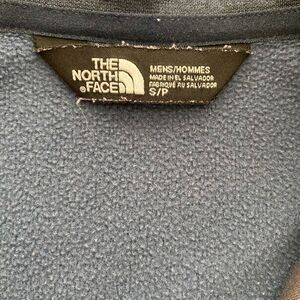 THE
NORTH
FACE
MENS/HOMMES
MADE IN EL SALVADOR
FABRIQUÉ AU SALVADOR
S/P